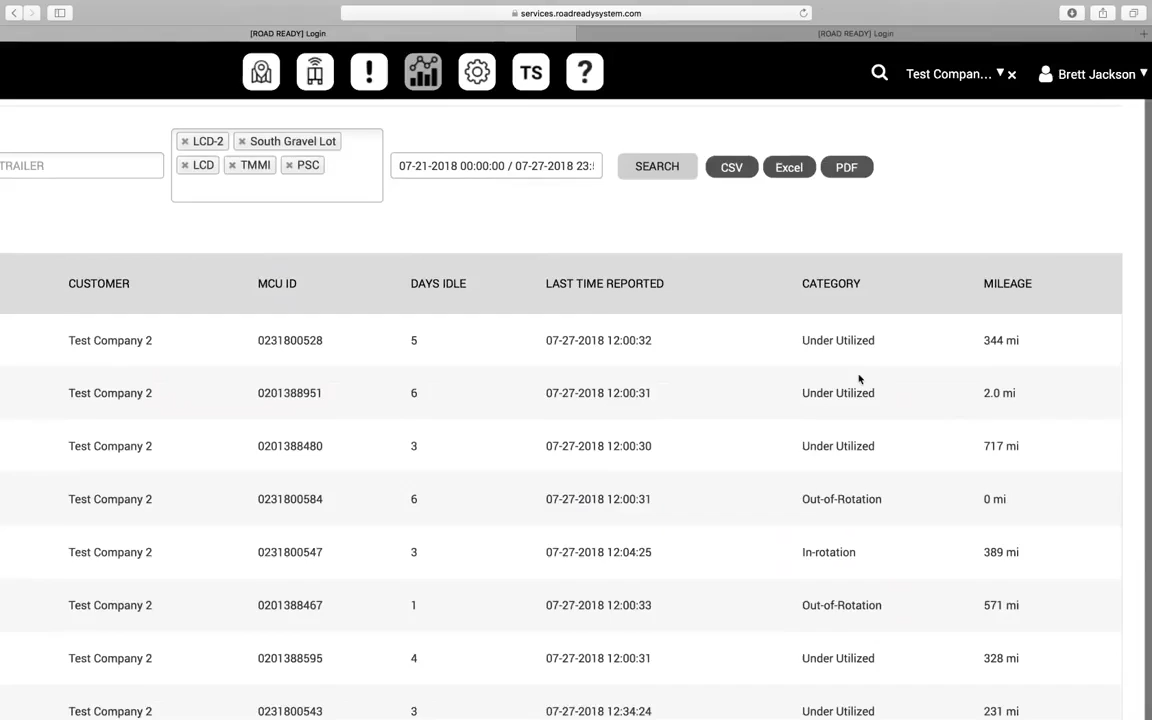 services.roadreadysystem.com
[ROAD READY] Login
[ROAD READY] Login
!
TS
?
Test Compan...
Brett Jackson
TRAILER
LCD-2
South Gravel Lot
LCD
TMMI
PSC
07-21-2018 00:00:00 / 07-27-2018 23:5
SEARCH
CSV
Excel
PDF
CUSTOMER MCU ID DAYS IDLE LAST TIME REPORTED CATEGORY MILEAGE
Test Company 2 0231800528 5 07-27-2018 12:00:32 Under Utilized 344 mi
Test Company 2 0201388951 6 07-27-2018 12:00:31 Under Utilized 2.0 mi
Test Company 2 0201388480 3 07-27-2018 12:00:30 Under Utilized 717 mi
Test Company 2 0231800584 6 07-27-2018 12:00:31 Out-of-Rotation 0 mi
Test Company 2 0231800547 3 07-27-2018 12:04:25 In-rotation 389 mi
Test Company 2 0201388467 1 07-27-2018 12:00:33 Out-of-Rotation 571 mi
Test Company 2 0201388595 4 07-27-2018 12:00:31 Under Utilized 328 mi
Test Company 2 0231800543 3 07-27-2018 12:34:24 Under Utilized 231 mi